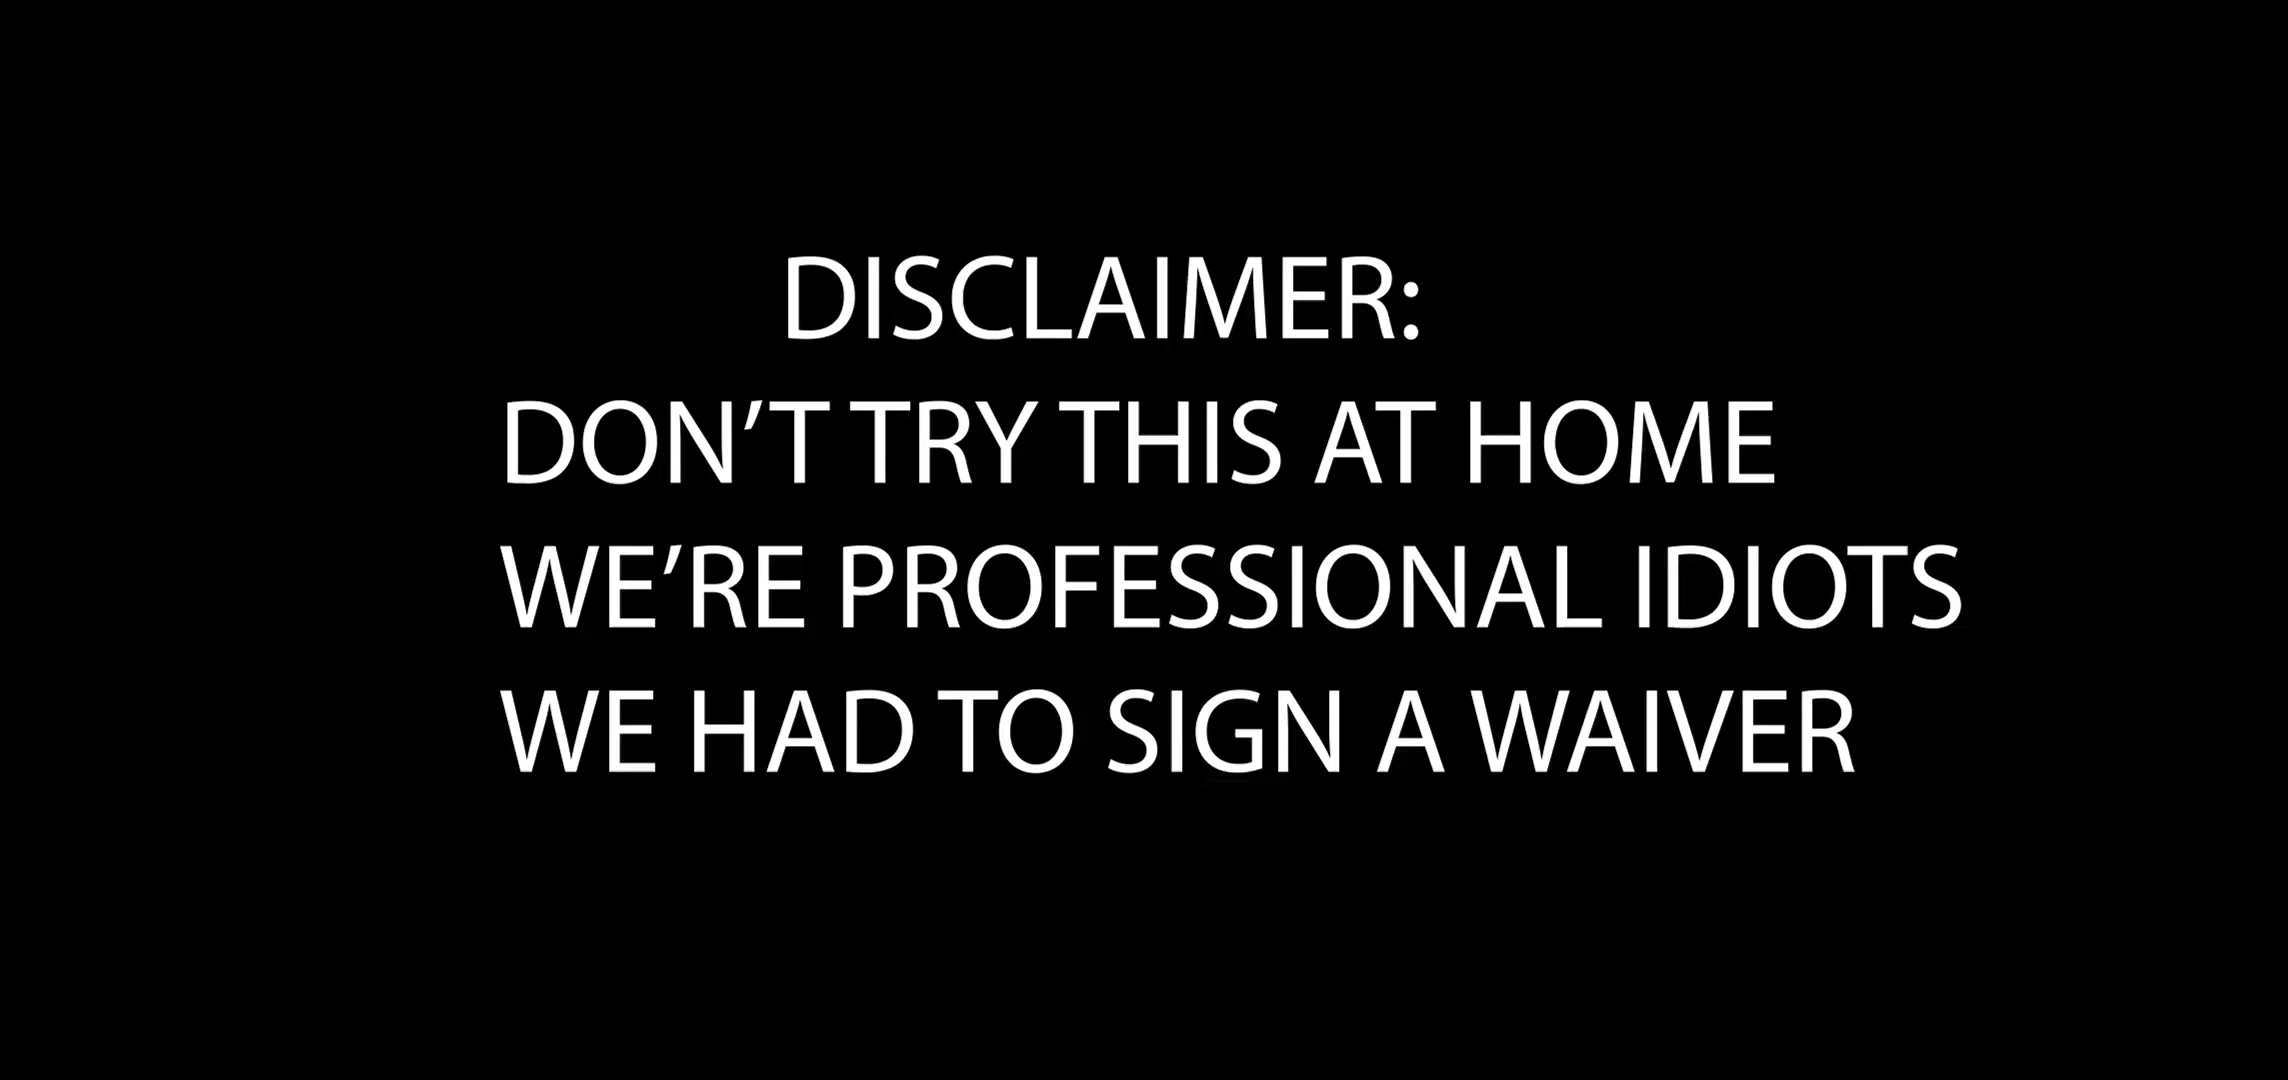 DISCLAIMER:
DON’T TRY THIS AT HOME
WE’RE PROFESSIONAL IDIOTS
WE HAD TO SIGN A WAIVER